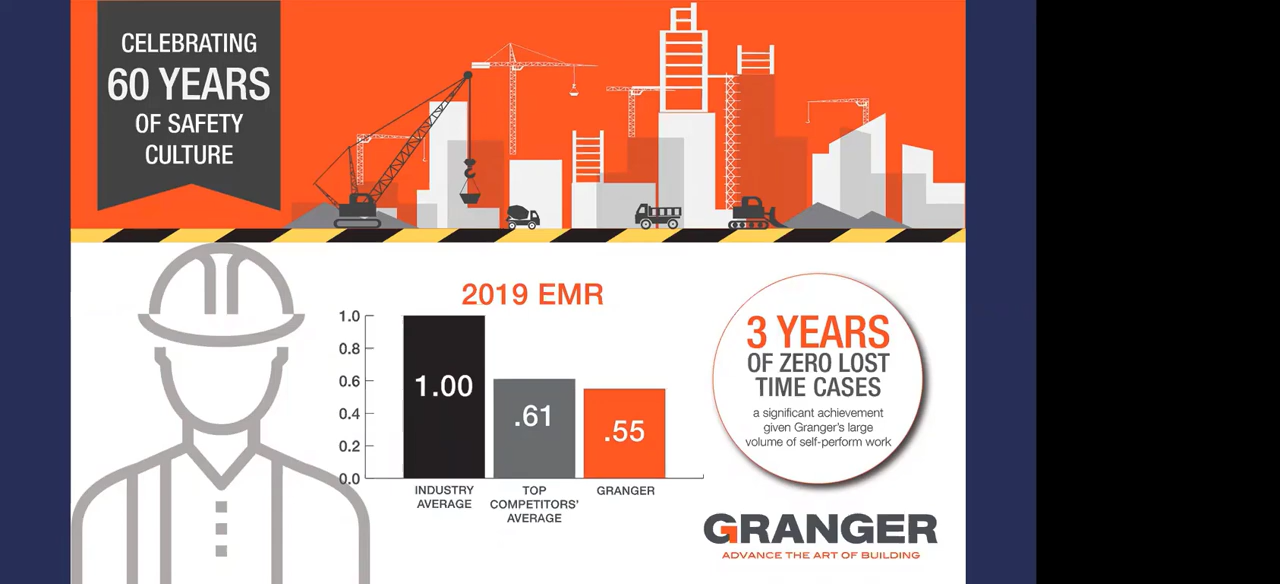 CELEBRATING
60 YEARS
OF SAFETY
CULTURE
2019 EMR
1.0
0.8
0.6
0.4
0.2
0.0
1.00
.61
.55
INDUSTRY
AVERAGE
TOP
COMPETITORS'
AVERAGE
GRANGER
3 YEARS
OF ZERO LOST
TIME CASES
a significant achievement
given Granger's large
volume of self-perform work
GRANGER
ADVANCE THE ART OF BUILDING